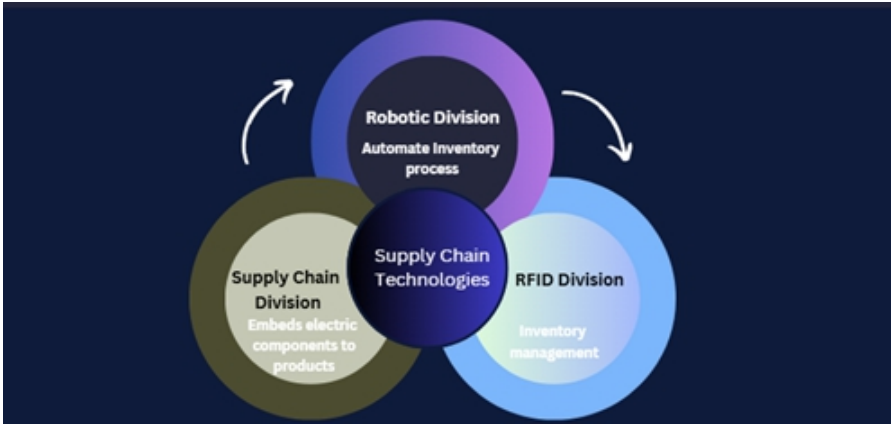 Robotic Division
Automate Inventory
process
Supply Chain
Technologies
Supply Chain
Division
Embeds electric
components to
products
RFID Division
Inventory
management